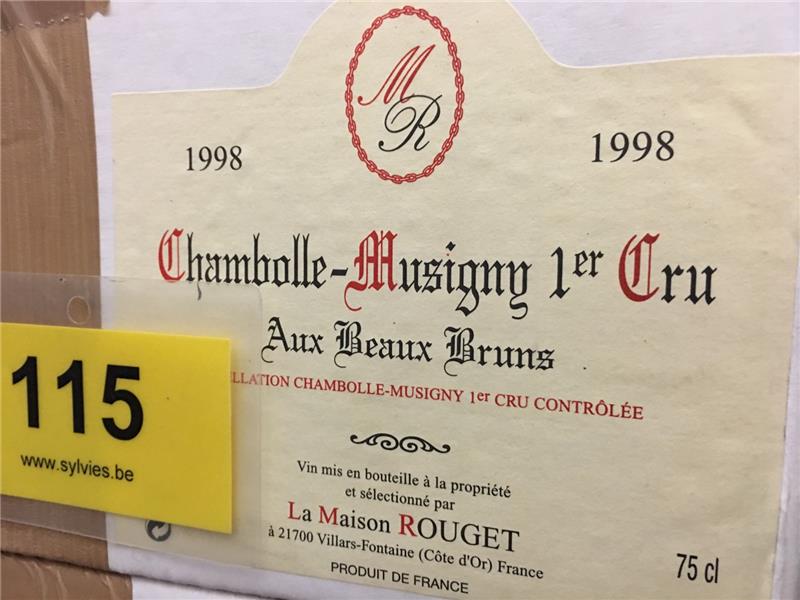 MR
1998
1998
Chambolle-Musigny 1er Cru
Aux Beaux Bruns
ELLATION CHAMBOLLE-MUSIGNY 1er CRU CONTRÔLÉE
Vin mis en bouteille à la propriété
et sélectionné par
La Maison ROUGET
à 21700 Villars-Fontaine (Côte d'Or) France
PRODUIT DE FRANCE
75 cl
115
www.sylvies.be